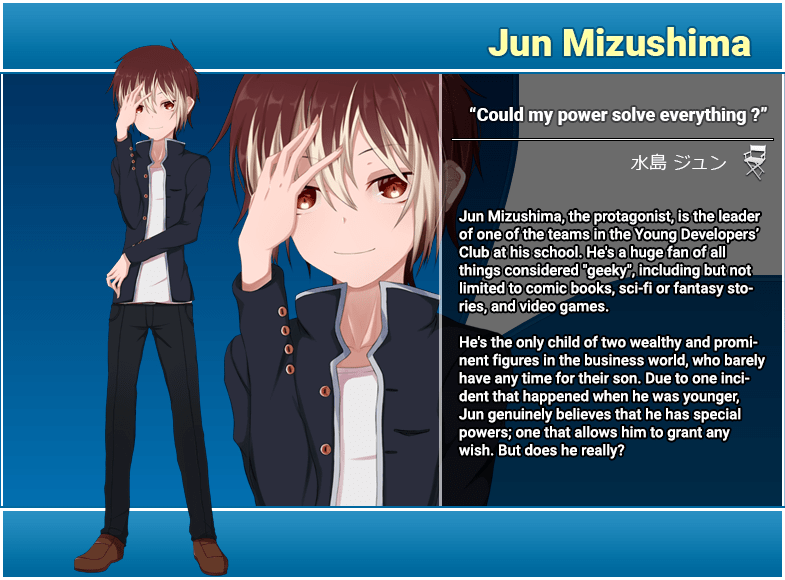 Jun Mizushima
“Could my power solve everything ?”
水島 ジュン
Jun Mizushima, the protagonist, is the leader
of one of the teams in the Young Developers’
Club at his school. He's a huge fan of all
things considered "geeky", including but not
limited to comic books, sci-fi or fantasy sto-
ries, and video games.
He's the only child of two wealthy and promi-
nent figures in the business world, who barely
have any time for their son. Due to one inci-
dent that happened when he was younger,
Jun genuinely believes that he has special
powers; one that allows him to grant any
wish. But does he really?